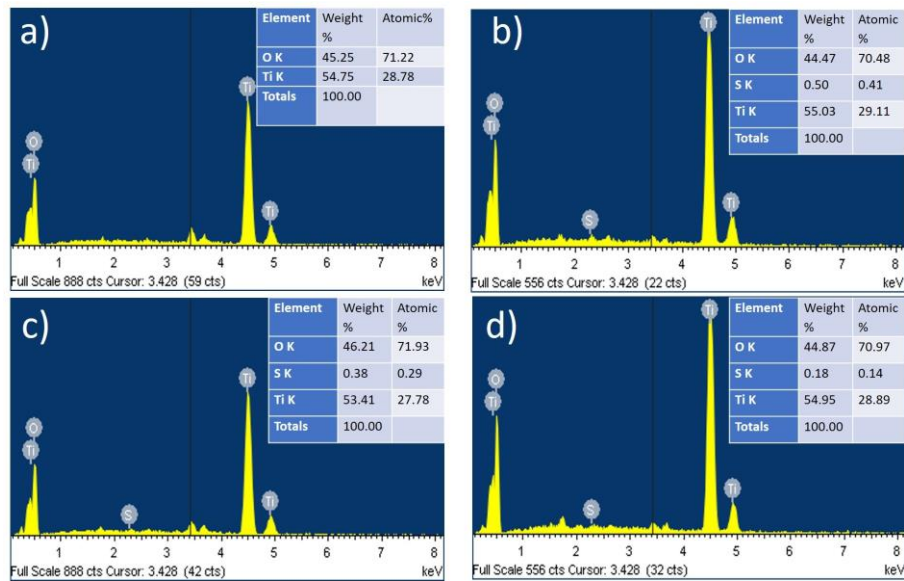 a)
Element Weight % Atomic%
O K 45.25 71.22
Ti K 54.75 28.78
Totals 100.00
O
Ti
Ti
Ti
1 2 3 4 5 6 7 8
Full Scale 888 cts Cursor: 3.428 (59 cts) keV
b)
Element Weight % Atomic %
O K 44.47 70.48
S K 0.50 0.41
Ti K 55.03 29.11
Totals 100.00
Ti
O
Ti
S
Ti
1 2 3 4 5 6 7 8
Full Scale 556 cts Cursor: 3.428 (22 cts) keV
c)
Element Weight % Atomic %
O K 46.21 71.93
S K 0.38 0.29
Ti K 53.41 27.78
Totals 100.00
Ti
O
Ti
S
Ti
1 2 3 4 5 6 7 8
Full Scale 888 cts Cursor: 3.428 (42 cts) keV
d)
Element Weight % Atomic %
O K 44.87 70.97
S K 0.18 0.14
Ti K 54.95 28.89
Totals 100.00
Ti
O
Ti
S
Ti
1 2 3 4 5 6 7 8
Full Scale 556 cts Cursor: 3.428 (32 cts) keV